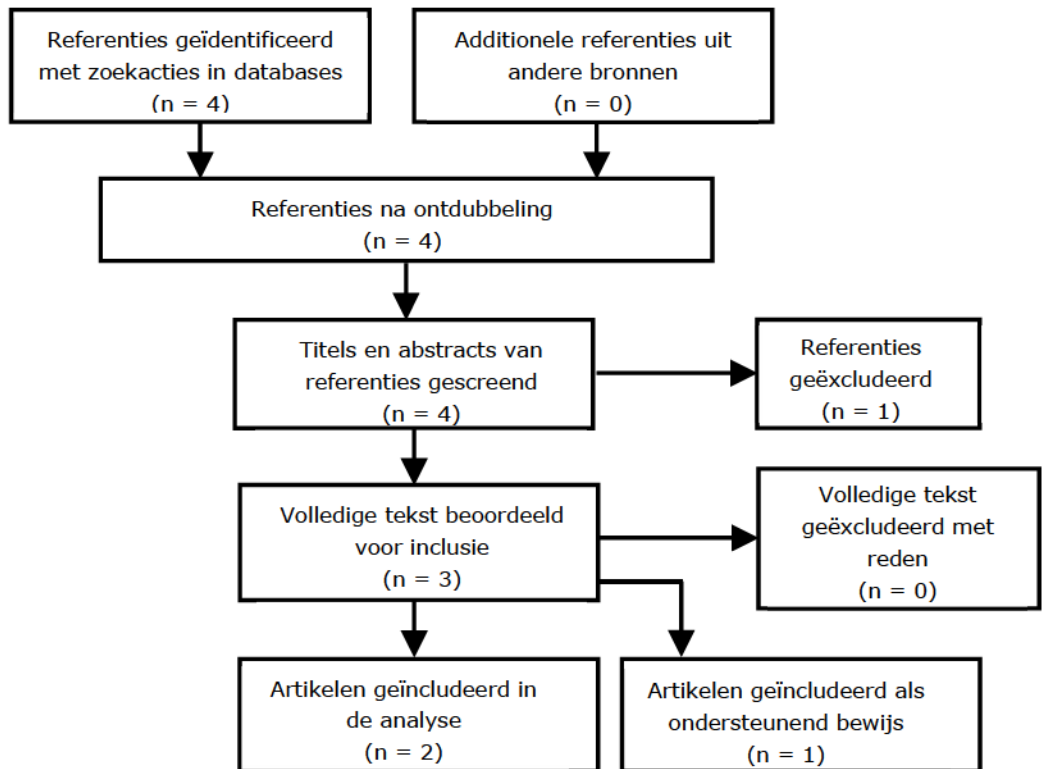 Referenties geïdentificeerd
met zoekacties in databases
(n = 4)
Additionele referenties uit
andere bronnen
(n = 0)
Referenties na ontdubbeling
(n = 4)
Titels en abstracts van
referenties gescreend
(n = 4)
Referenties
geëxcludeerd
(n = 1)
Volledige tekst beoordeeld
voor inclusie
(n = 3)
Volledige tekst
geëxcludeerd met
reden
(n = 0)
Artikelen geïncludeerd in
de analyse
(n = 2)
Artikelen geïncludeerd als
ondersteunend bewijs
(n = 1)